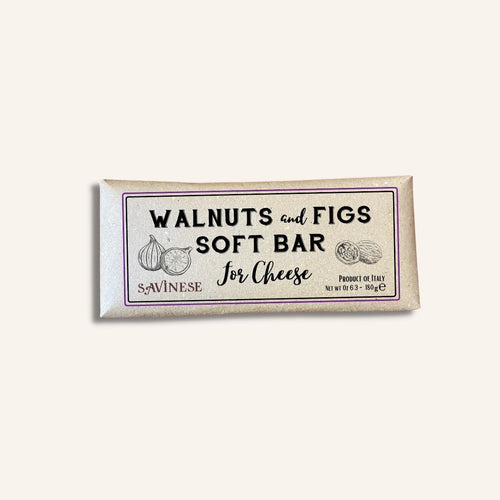 WALNUTS and FIGS
SOFT BAR
for Cheese
SAVINESE
PRODUCT OF ITALY
NET WT OZ 6.3 - 180g ℮